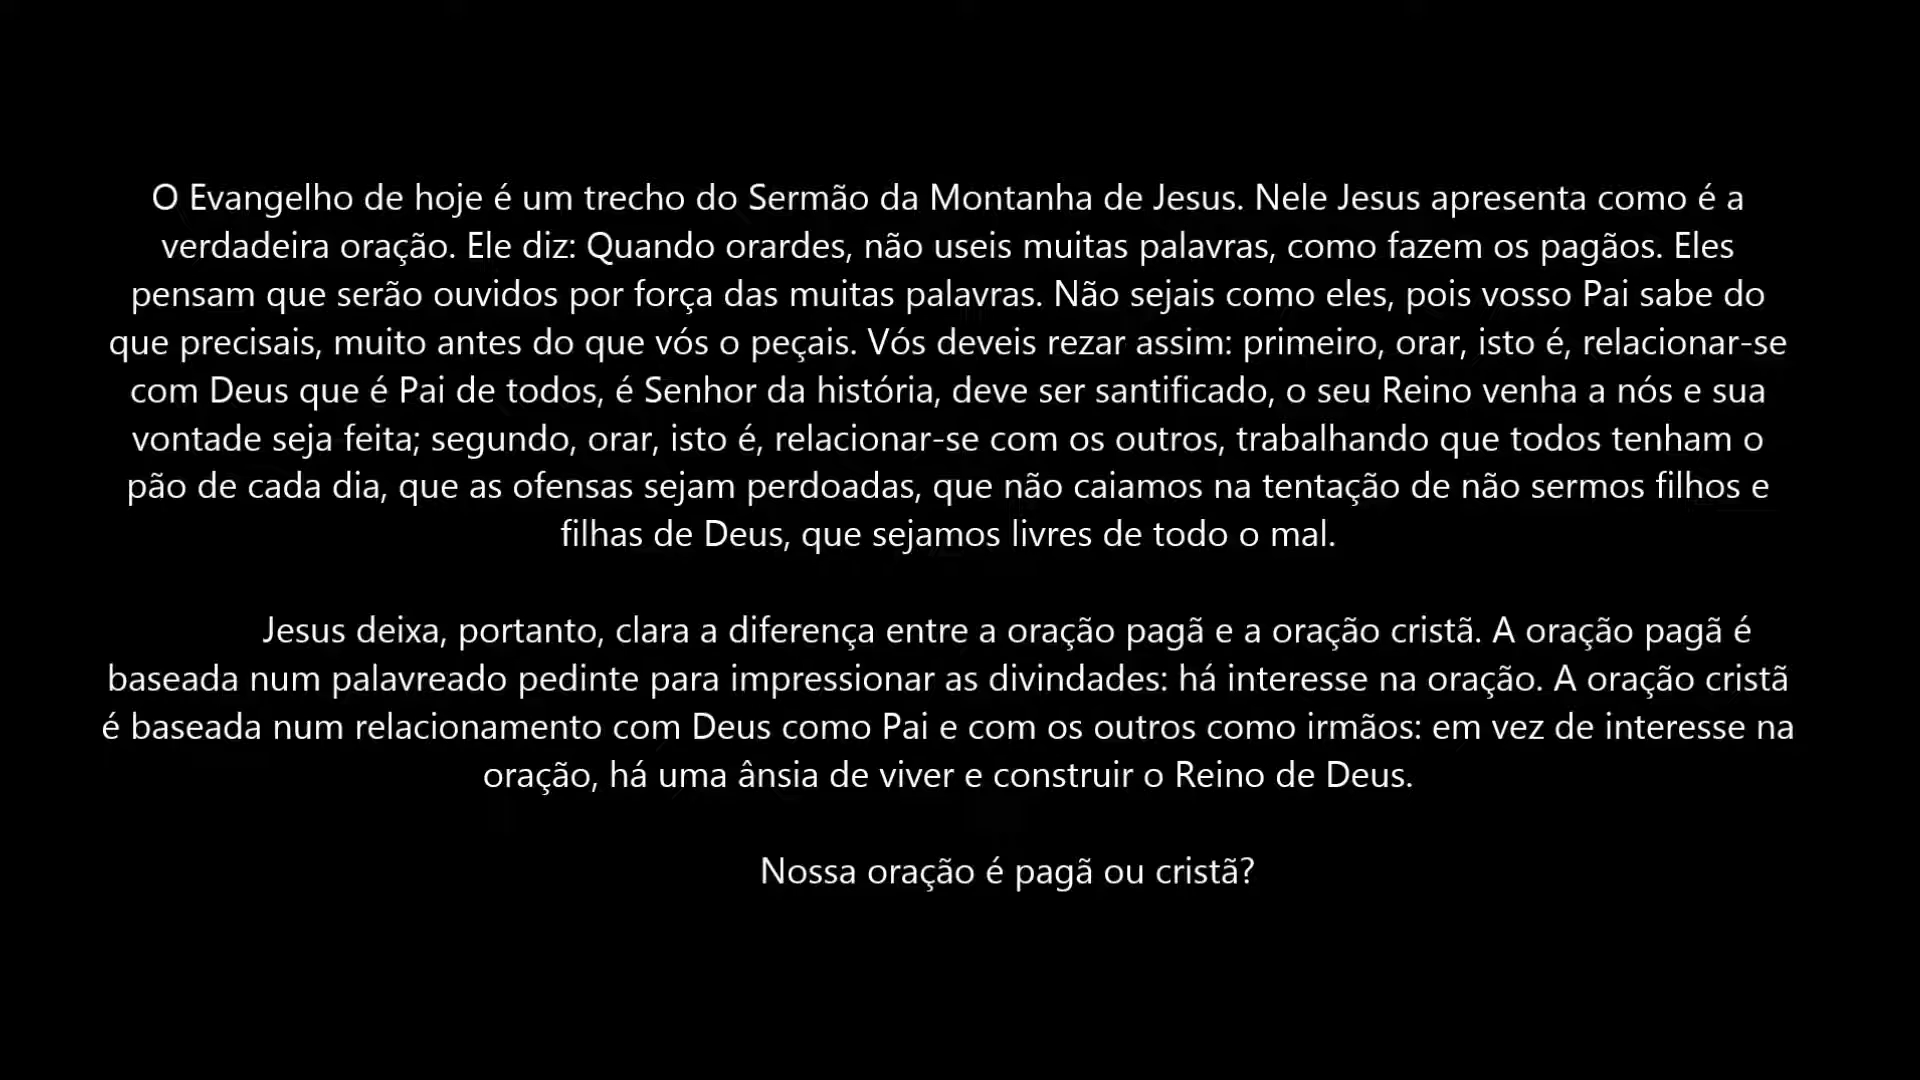 O Evangelho de hoje é um trecho do Sermão da Montanha de Jesus. Nele Jesus apresenta como é a
verdadeira oração. Ele diz: Quando orardes, não useis muitas palavras, como fazem os pagãos. Eles
pensam que serão ouvidos por força das muitas palavras. Não sejais como eles, pois vosso Pai sabe do
que precisais, muito antes do que vós o peçais. Vós deveis rezar assim: primeiro, orar, isto é, relacionar-se
com Deus que é Pai de todos, é Senhor da história, deve ser santificado, o seu Reino venha a nós e sua
vontade seja feita; segundo, orar, isto é, relacionar-se com os outros, trabalhando que todos tenham o
pão de cada dia, que as ofensas sejam perdoadas, que não caiamos na tentação de não sermos filhos e
filhas de Deus, que sejamos livres de todo o mal.
Jesus deixa, portanto, clara a diferença entre a oração pagã e a oração cristã. A oração pagã é
baseada num palavreado pedinte para impressionar as divindades: há interesse na oração. A oração cristã
é baseada num relacionamento com Deus como Pai e com os outros como irmãos: em vez de interesse na
oração, há uma ânsia de viver e construir o Reino de Deus.
Nossa oração é pagã ou cristã?